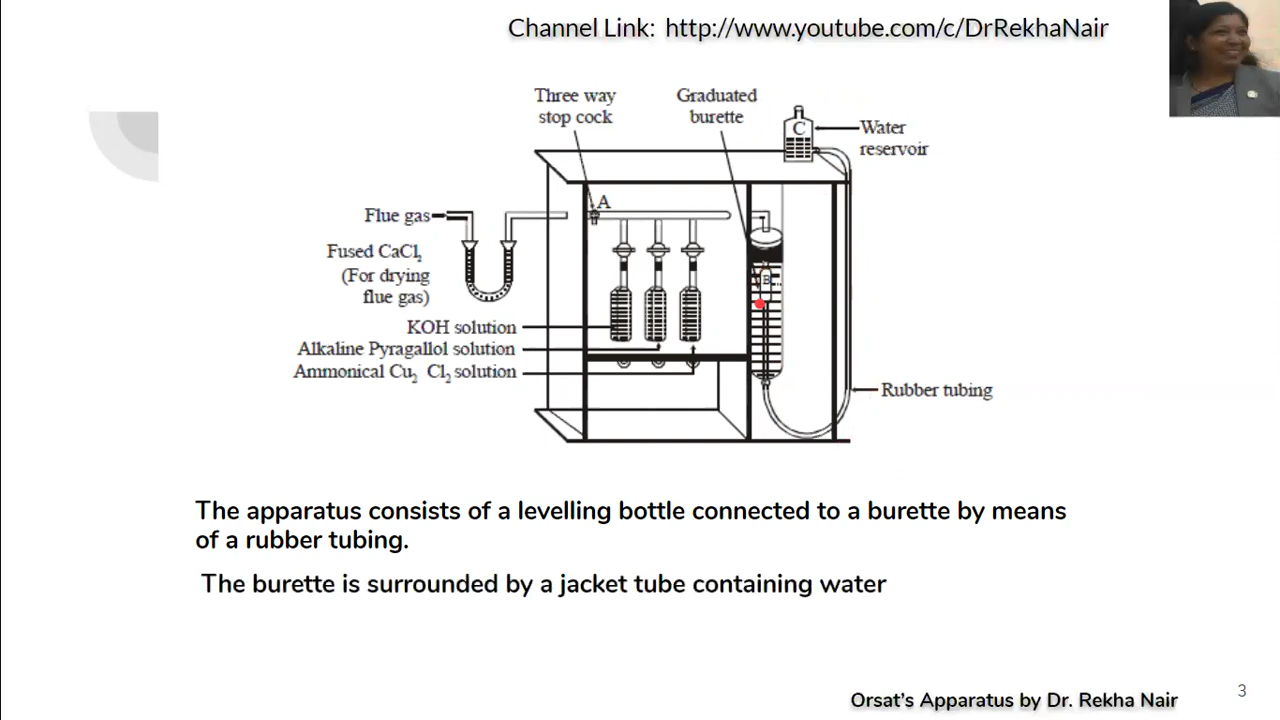 Channel Link: http://www.youtube.com/c/DrRekhaNair
Three way
stop cock
Graduated
burette
C
Water
reservoir
A
Flue gas
Fused CaCl₂
(For drying
flue gas)
B
KOH solution
Alkaline Pyragallol solution
Ammonical Cu₂ Cl₂ solution
Rubber tubing
The apparatus consists of a levelling bottle connected to a burette by means
of a rubber tubing.
The burette is surrounded by a jacket tube containing water
Orsat's Apparatus by Dr. Rekha Nair
3